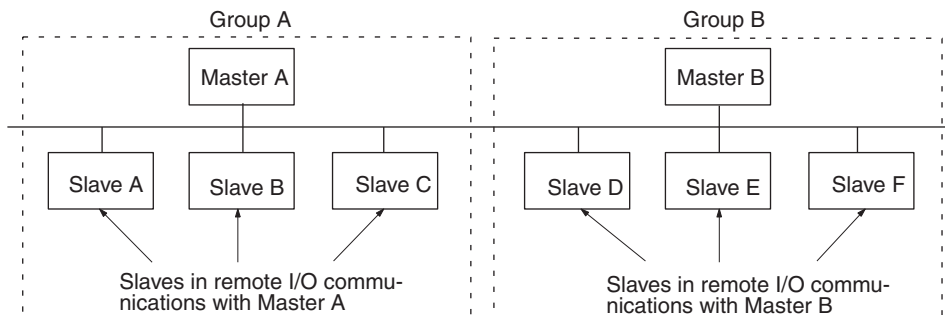 Group A
Group B
Master A
Master B
Slave A
Slave B
Slave C
Slave D
Slave E
Slave F
Slaves in remote I/O commu-
nications with Master A
Slaves in remote I/O commu-
nications with Master B